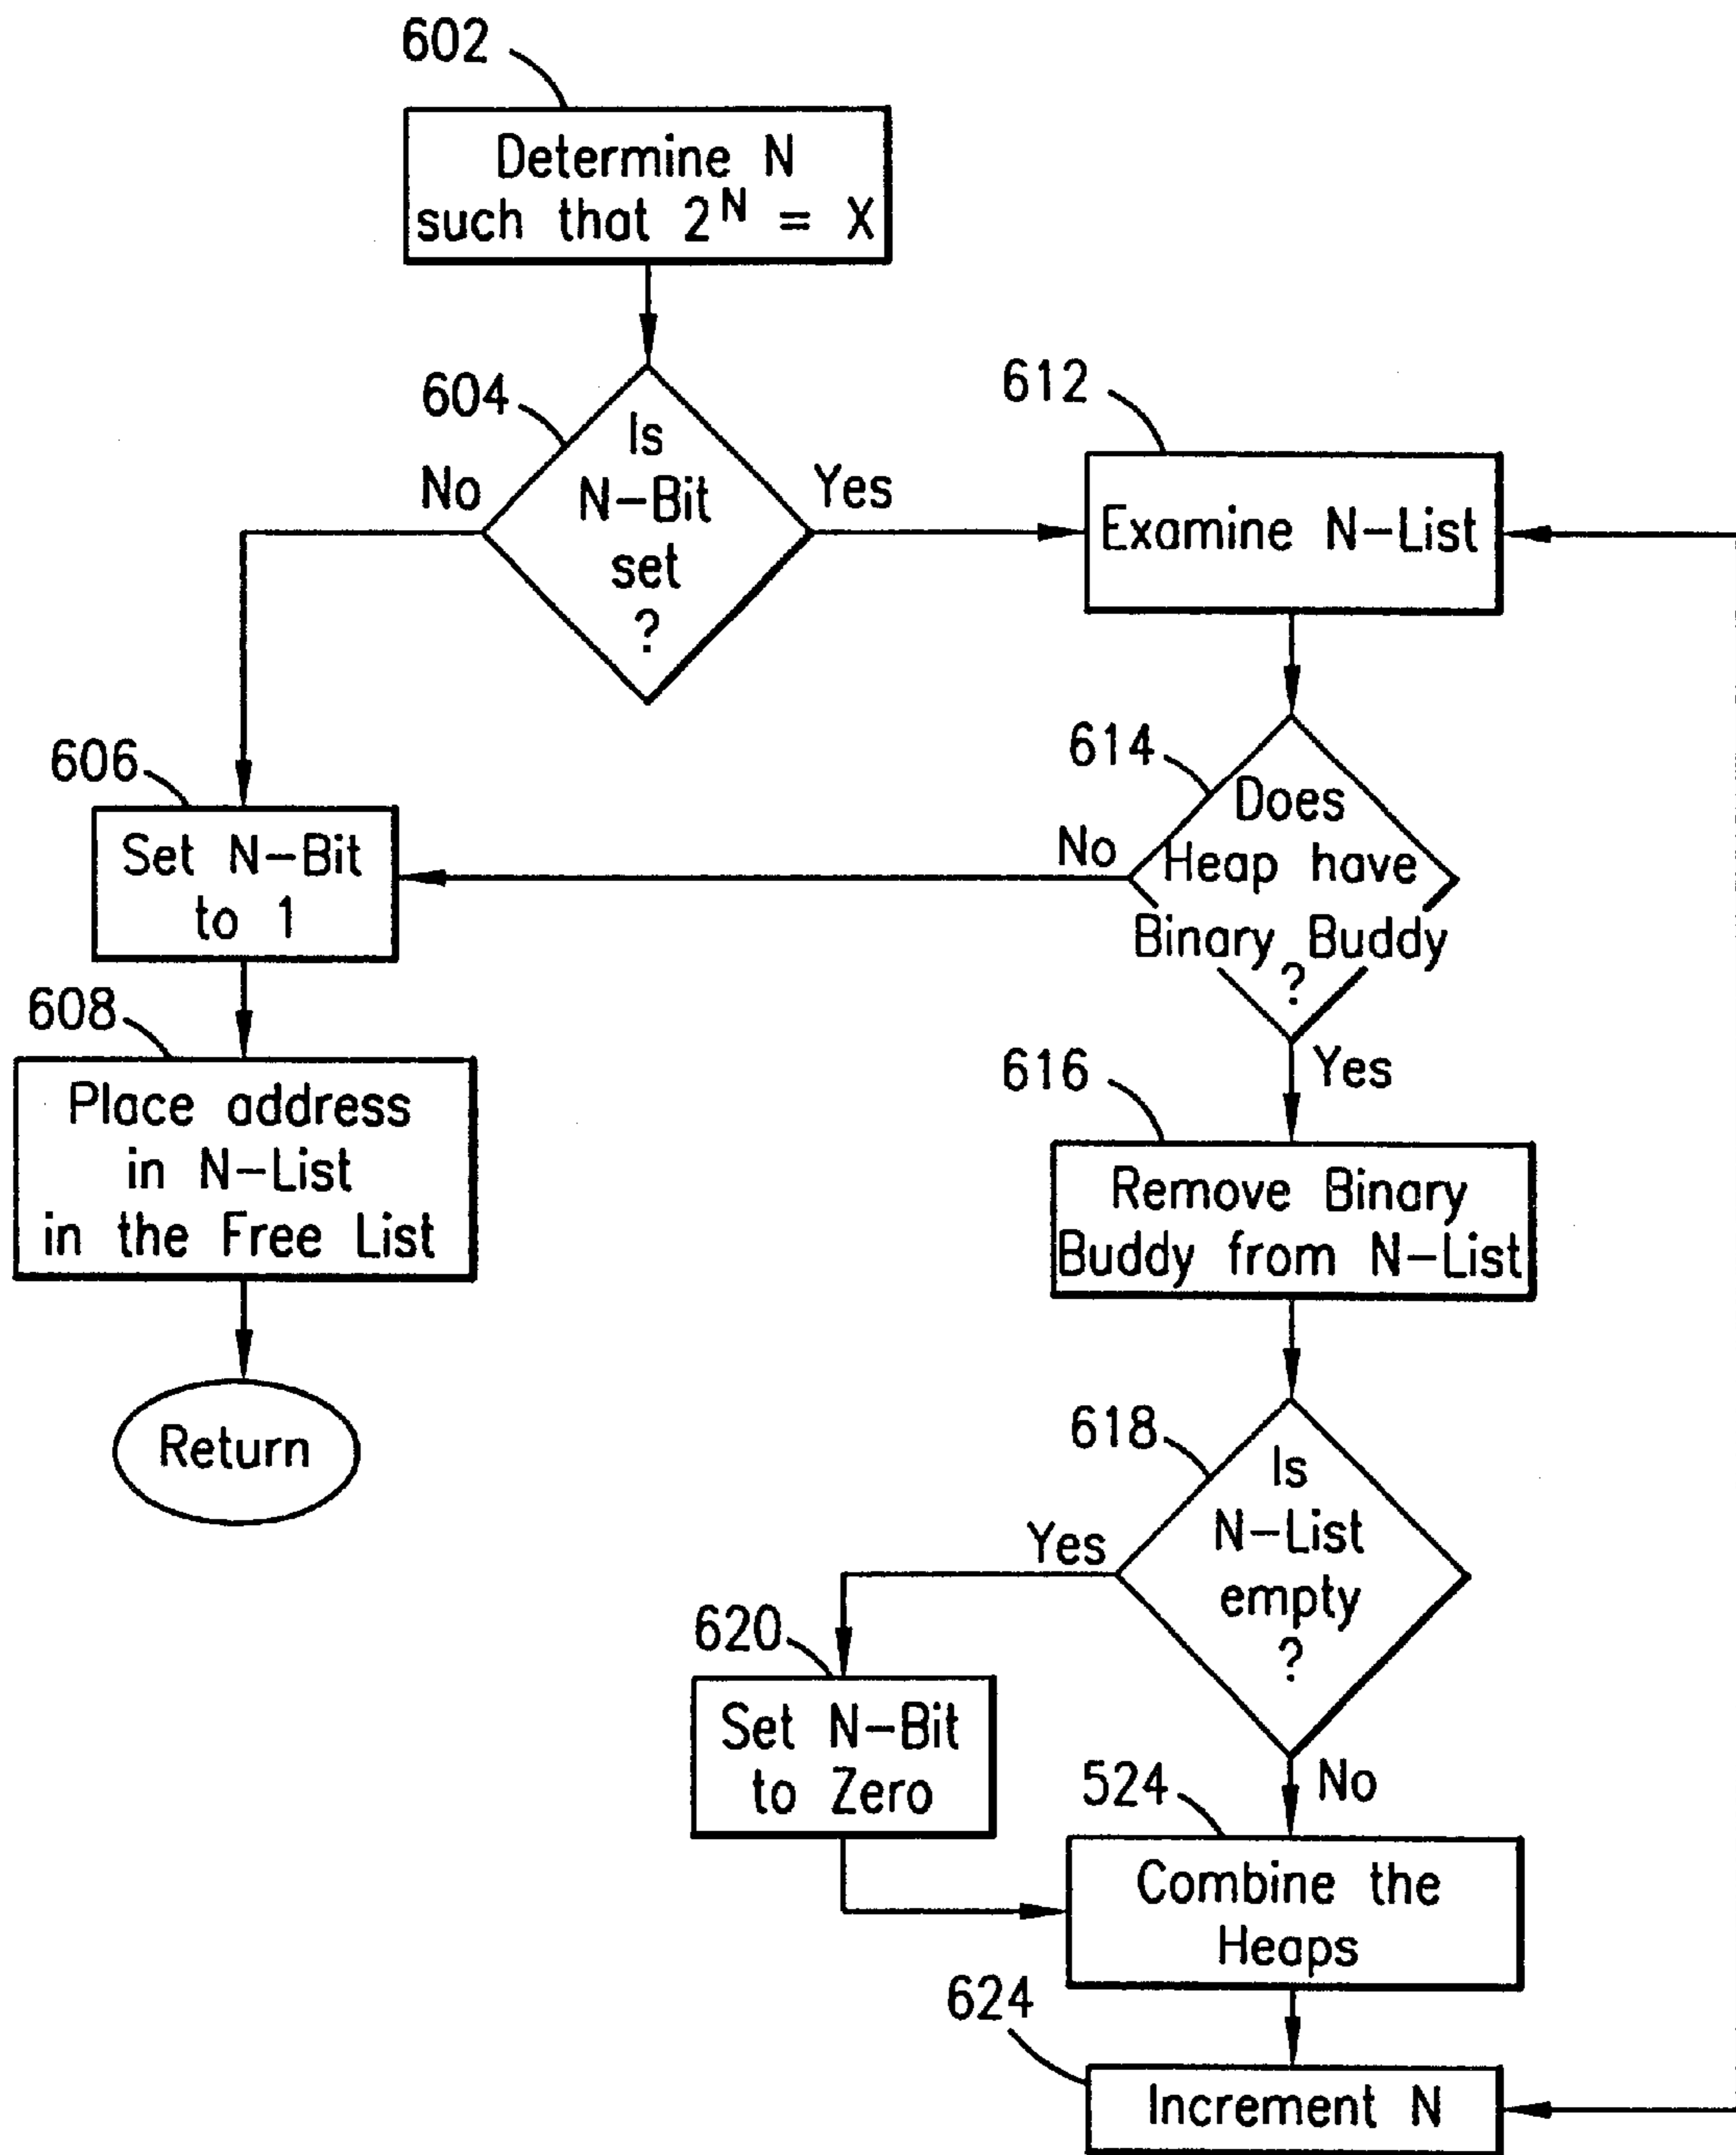 602
Determine N
such that 2^N = X
604
Is
N-Bit
set
?
No
Yes
612
Examine N-List
606
Set N-Bit
to 1
614
Does
Heap have
Binary Buddy
?
No
Yes
608
Place address
in N-List
in the Free List
Return
616
Remove Binary
Buddy from N-List
618
Is
N-List
empty
?
Yes
No
620
Set N-Bit
to Zero
524
Combine the
Heaps
624
Increment N